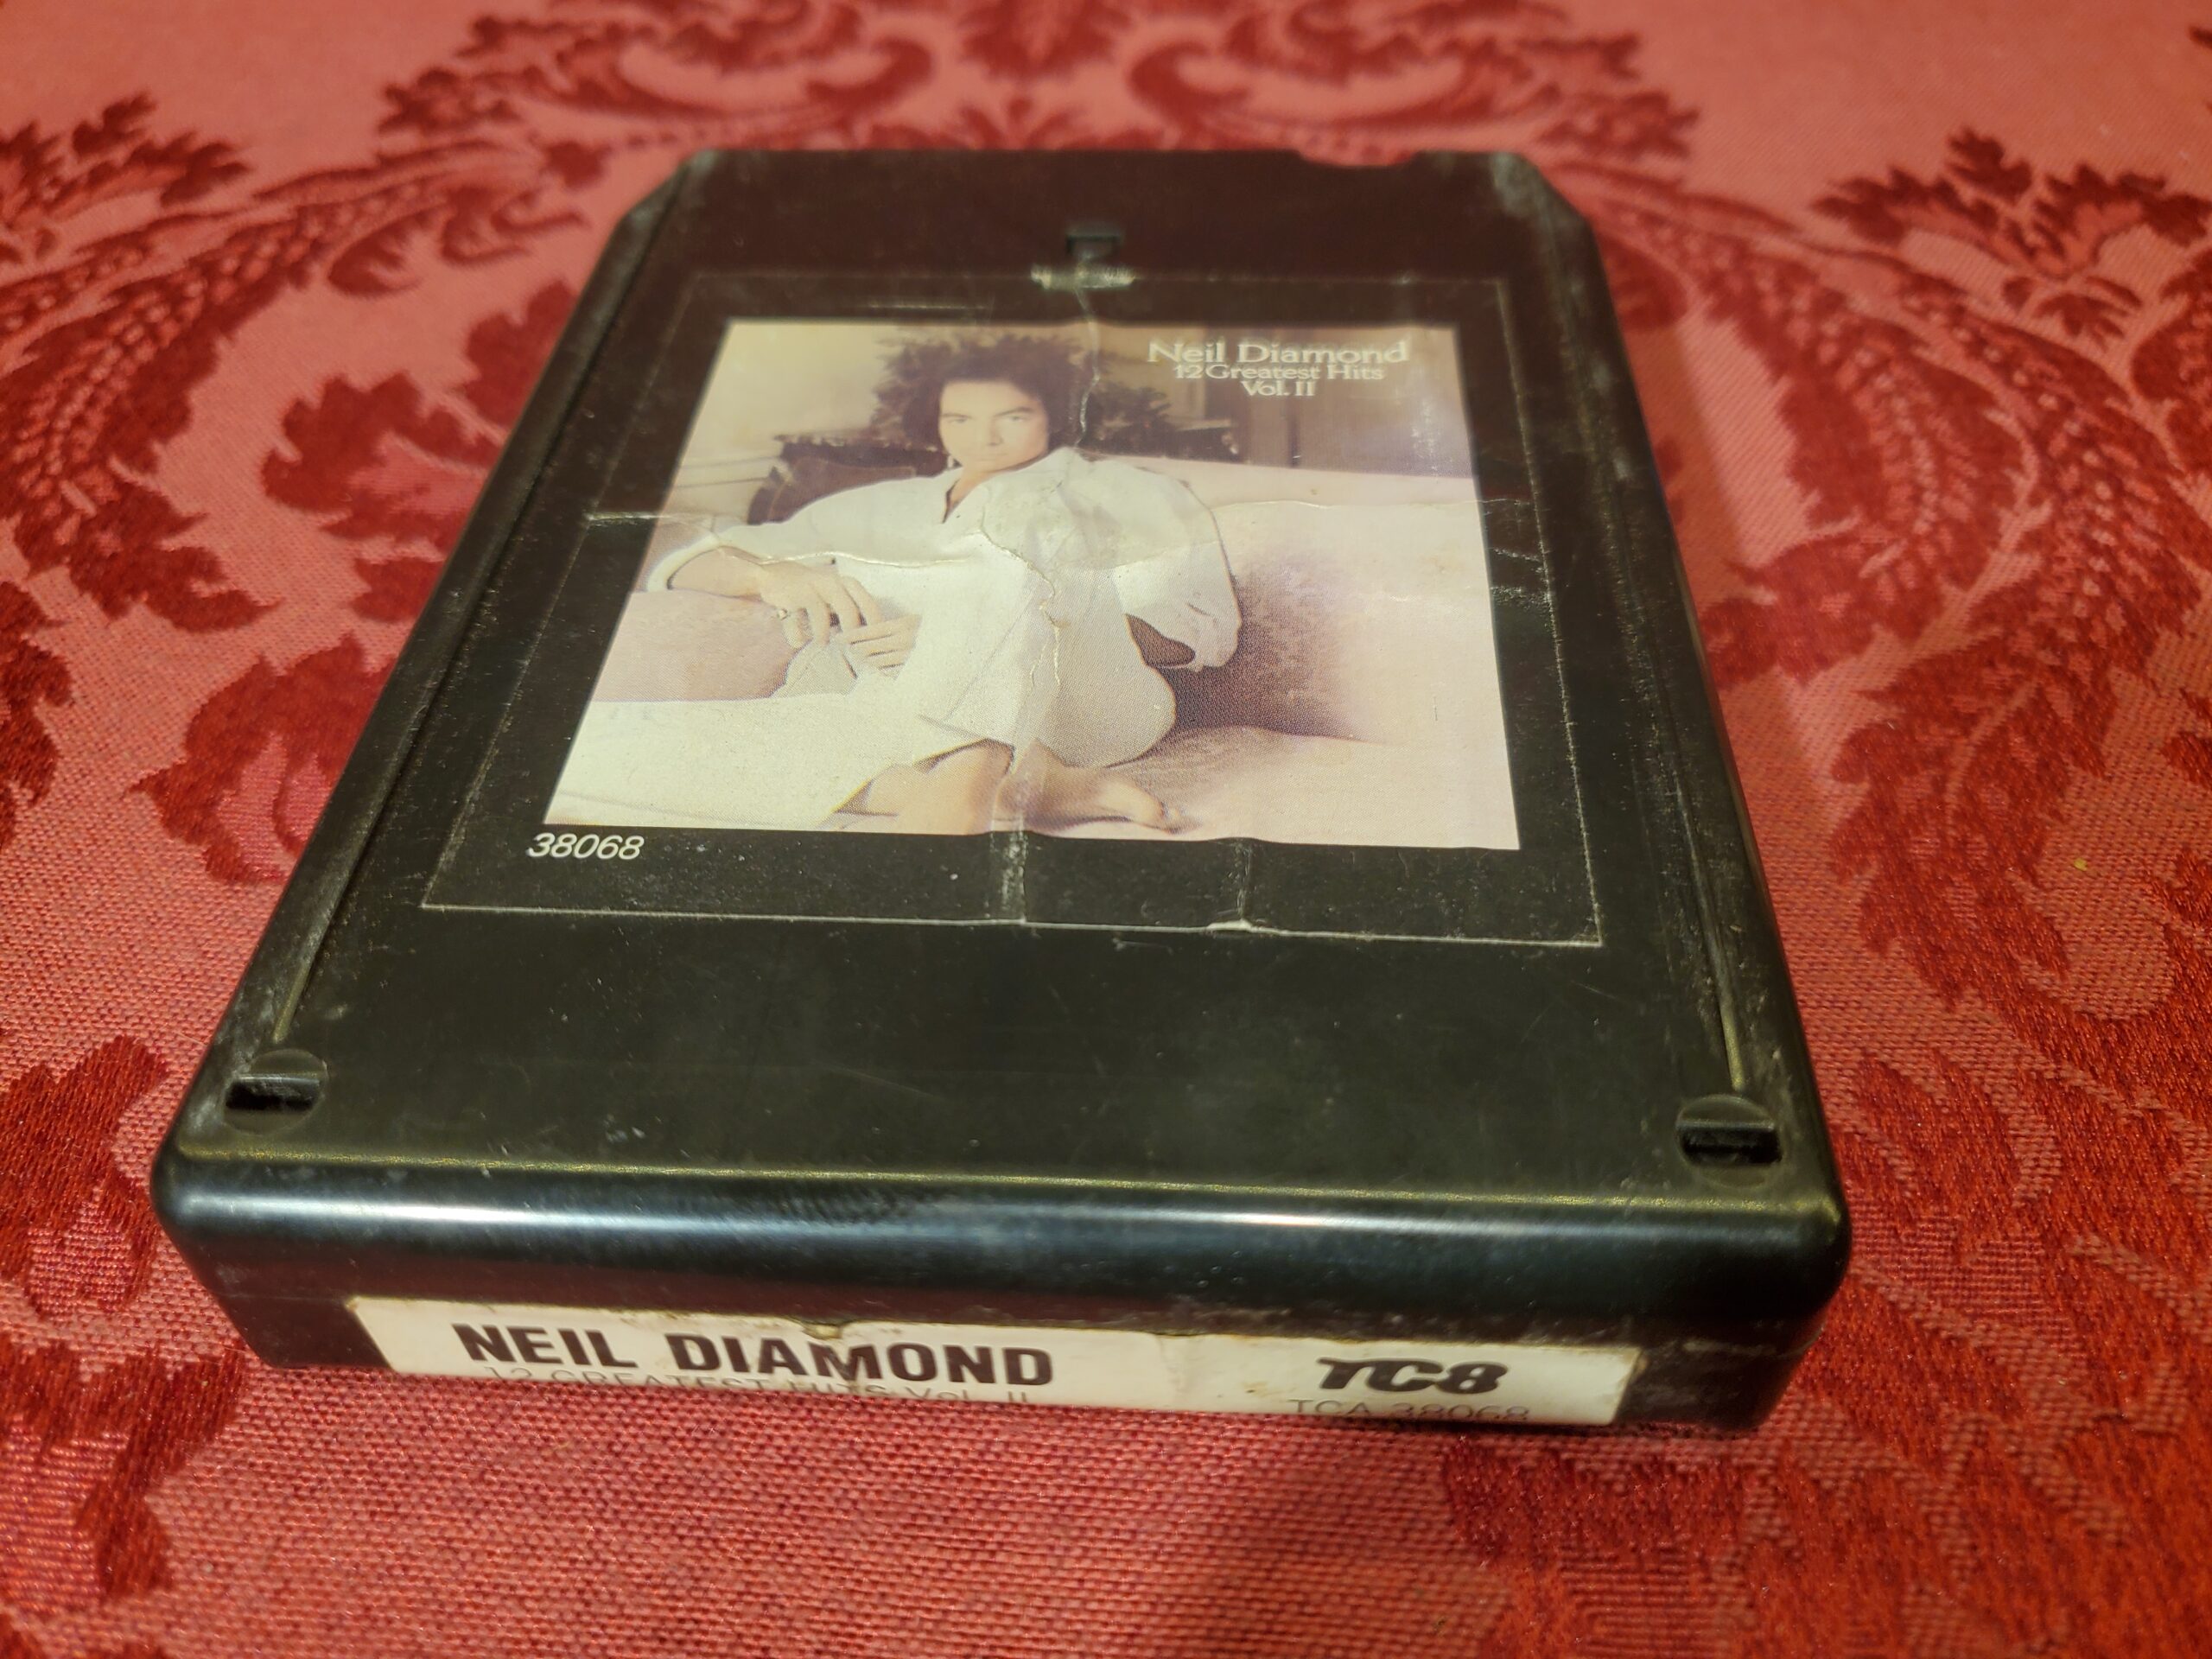 Neil Diamond
12 Greatest Hits
Vol. II
38068
NEIL DIAMOND
12 GREATEST HITS Vol. II
TC8
TCA 38068